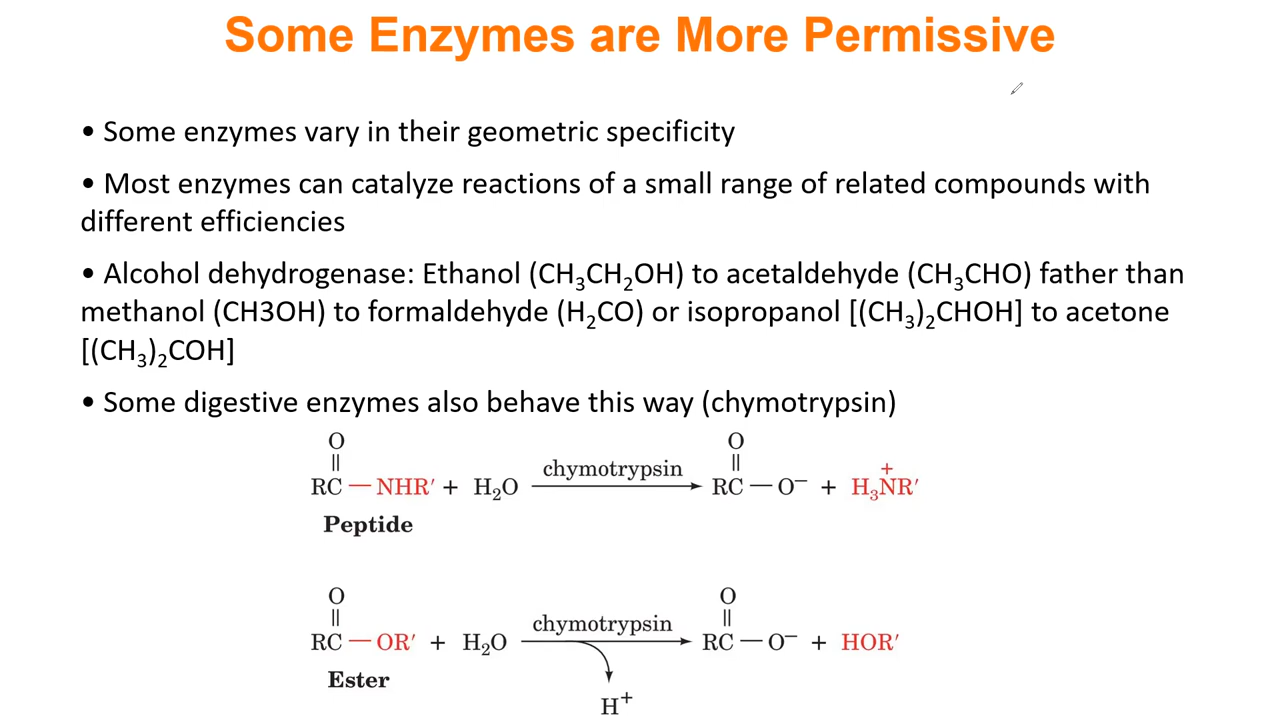 Some Enzymes are More Permissive
• Some enzymes vary in their geometric specificity
• Most enzymes can catalyze reactions of a small range of related compounds with
different efficiencies
• Alcohol dehydrogenase: Ethanol (CH₃CH₂OH) to acetaldehyde (CH₃CHO) father than
methanol (CH3OH) to formaldehyde (H₂CO) or isopropanol [(CH₃)₂CHOH] to acetone
[(CH₃)₂COH]
• Some digestive enzymes also behave this way (chymotrypsin)
O O
|| chymotrypsin || +
RC — NHR′ + H₂O RC — O⁻ + H₃NR′
Peptide
O O
|| chymotrypsin ||
RC — OR′ + H₂O RC — O⁻ + HOR′
Ester
H⁺